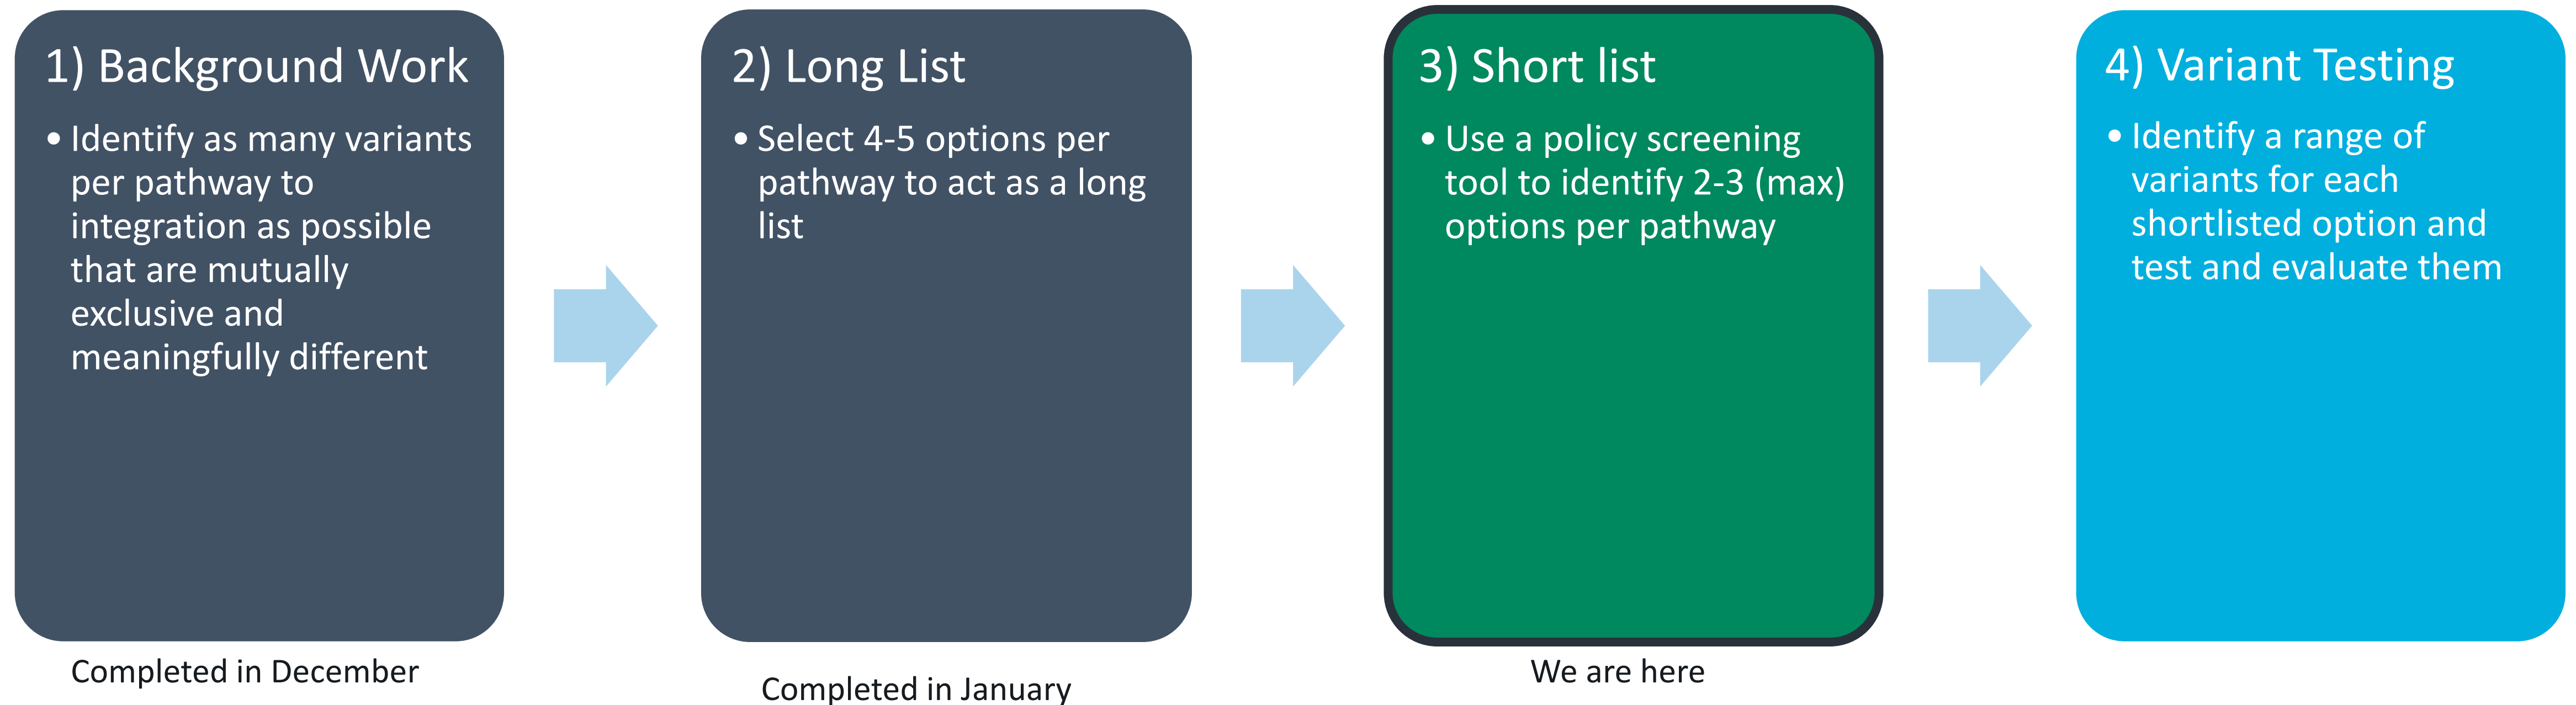 1) Background Work
• Identify as many variants
per pathway to
integration as possible
that are mutually
exclusive and
meaningfully different
Completed in December
2) Long List
• Select 4-5 options per
pathway to act as a long
list
Completed in January
3) Short list
• Use a policy screening
tool to identify 2-3 (max)
options per pathway
We are here
4) Variant Testing
• Identify a range of
variants for each
shortlisted option and
test and evaluate them